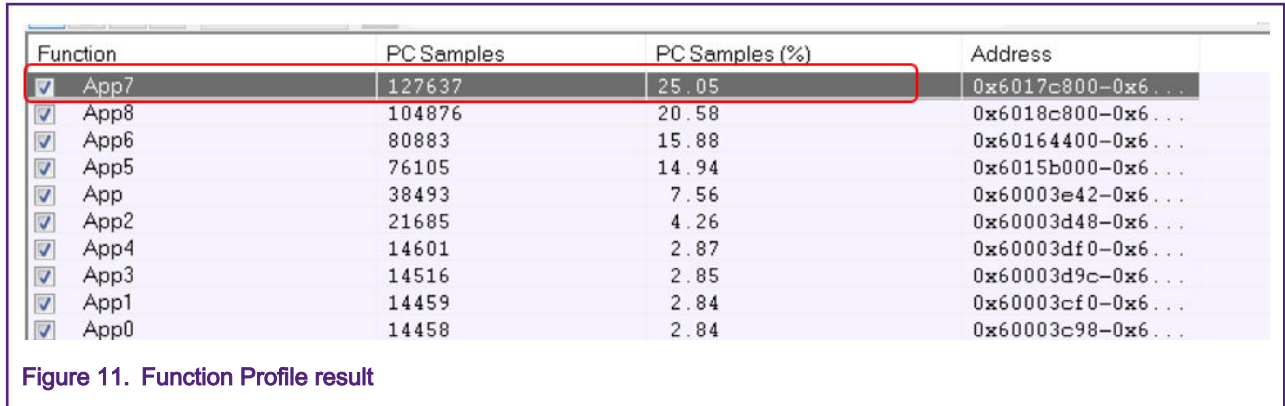 Function PC Samples PC Samples (%) Address
App7 127637 25.05 0x6017c800-0x6...
App8 104876 20.58 0x6018c800-0x6...
App6 80883 15.88 0x60164400-0x6...
App5 76105 14.94 0x6015b000-0x6...
App 38493 7.56 0x60003e42-0x6...
App2 21685 4.26 0x60003d48-0x6...
App4 14601 2.87 0x60003df0-0x6...
App3 14516 2.85 0x60003d9c-0x6...
App1 14459 2.84 0x60003cf0-0x6...
App0 14458 2.84 0x60003c98-0x6...
Figure 11. Function Profile result